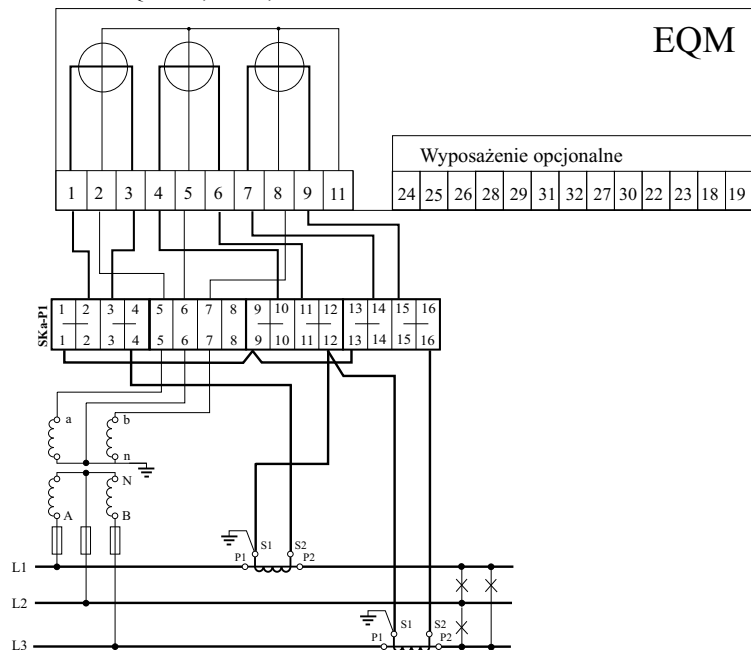 EQM
Wyposażenie opcjonalne
1 2 3 4 5 6 7 8 9 11
24 25 26 28 29 31 32 27 30 22 23 18 19
SKa-P1
1 2 3 4 5 6 7 8 9 10 11 12 13 14 15 16
1 2 3 4 5 6 7 8 9 10 11 12 13 14 15 16
a b
n
N
A B
S1 S2
P1 P2
L1
L2
S1 S2
P1 P2
L3